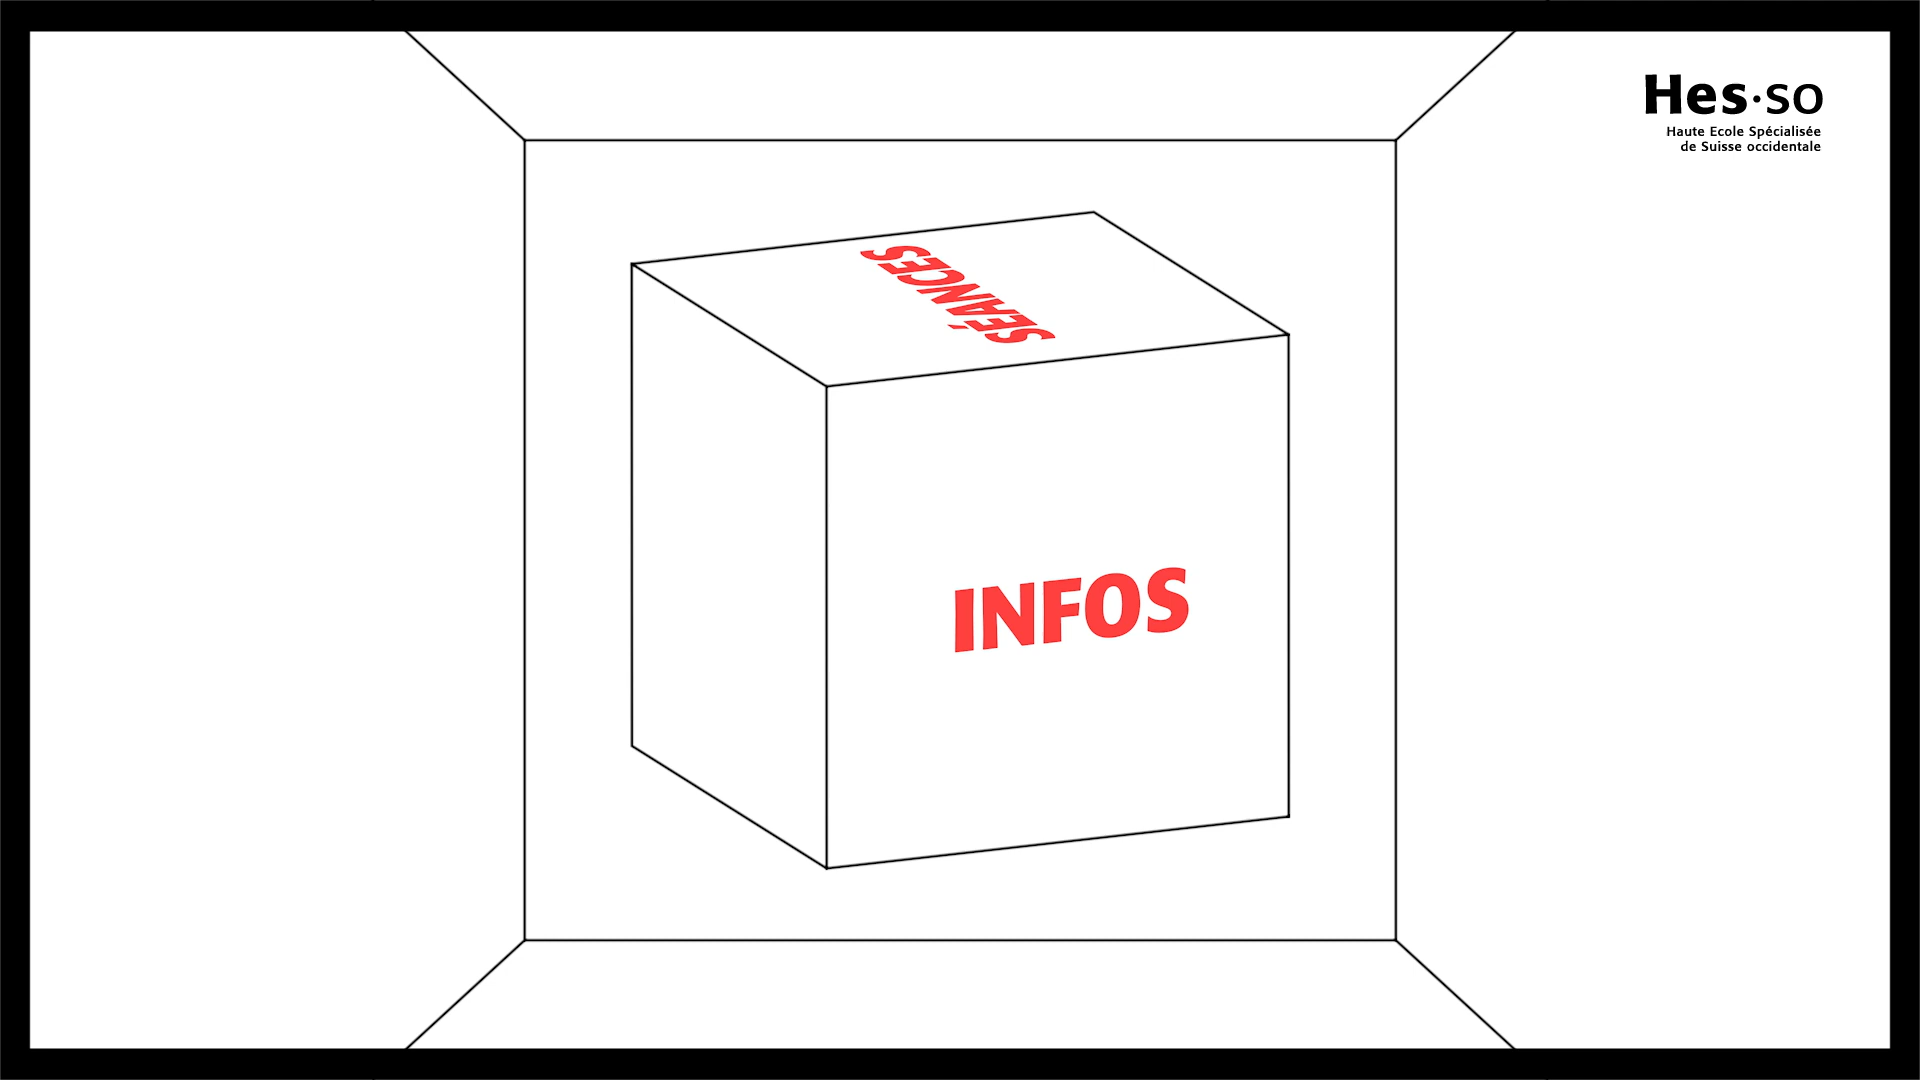 Hes·so
Haute Ecole Spécialisée
de Suisse occidentale
SÉANCES
INFOS